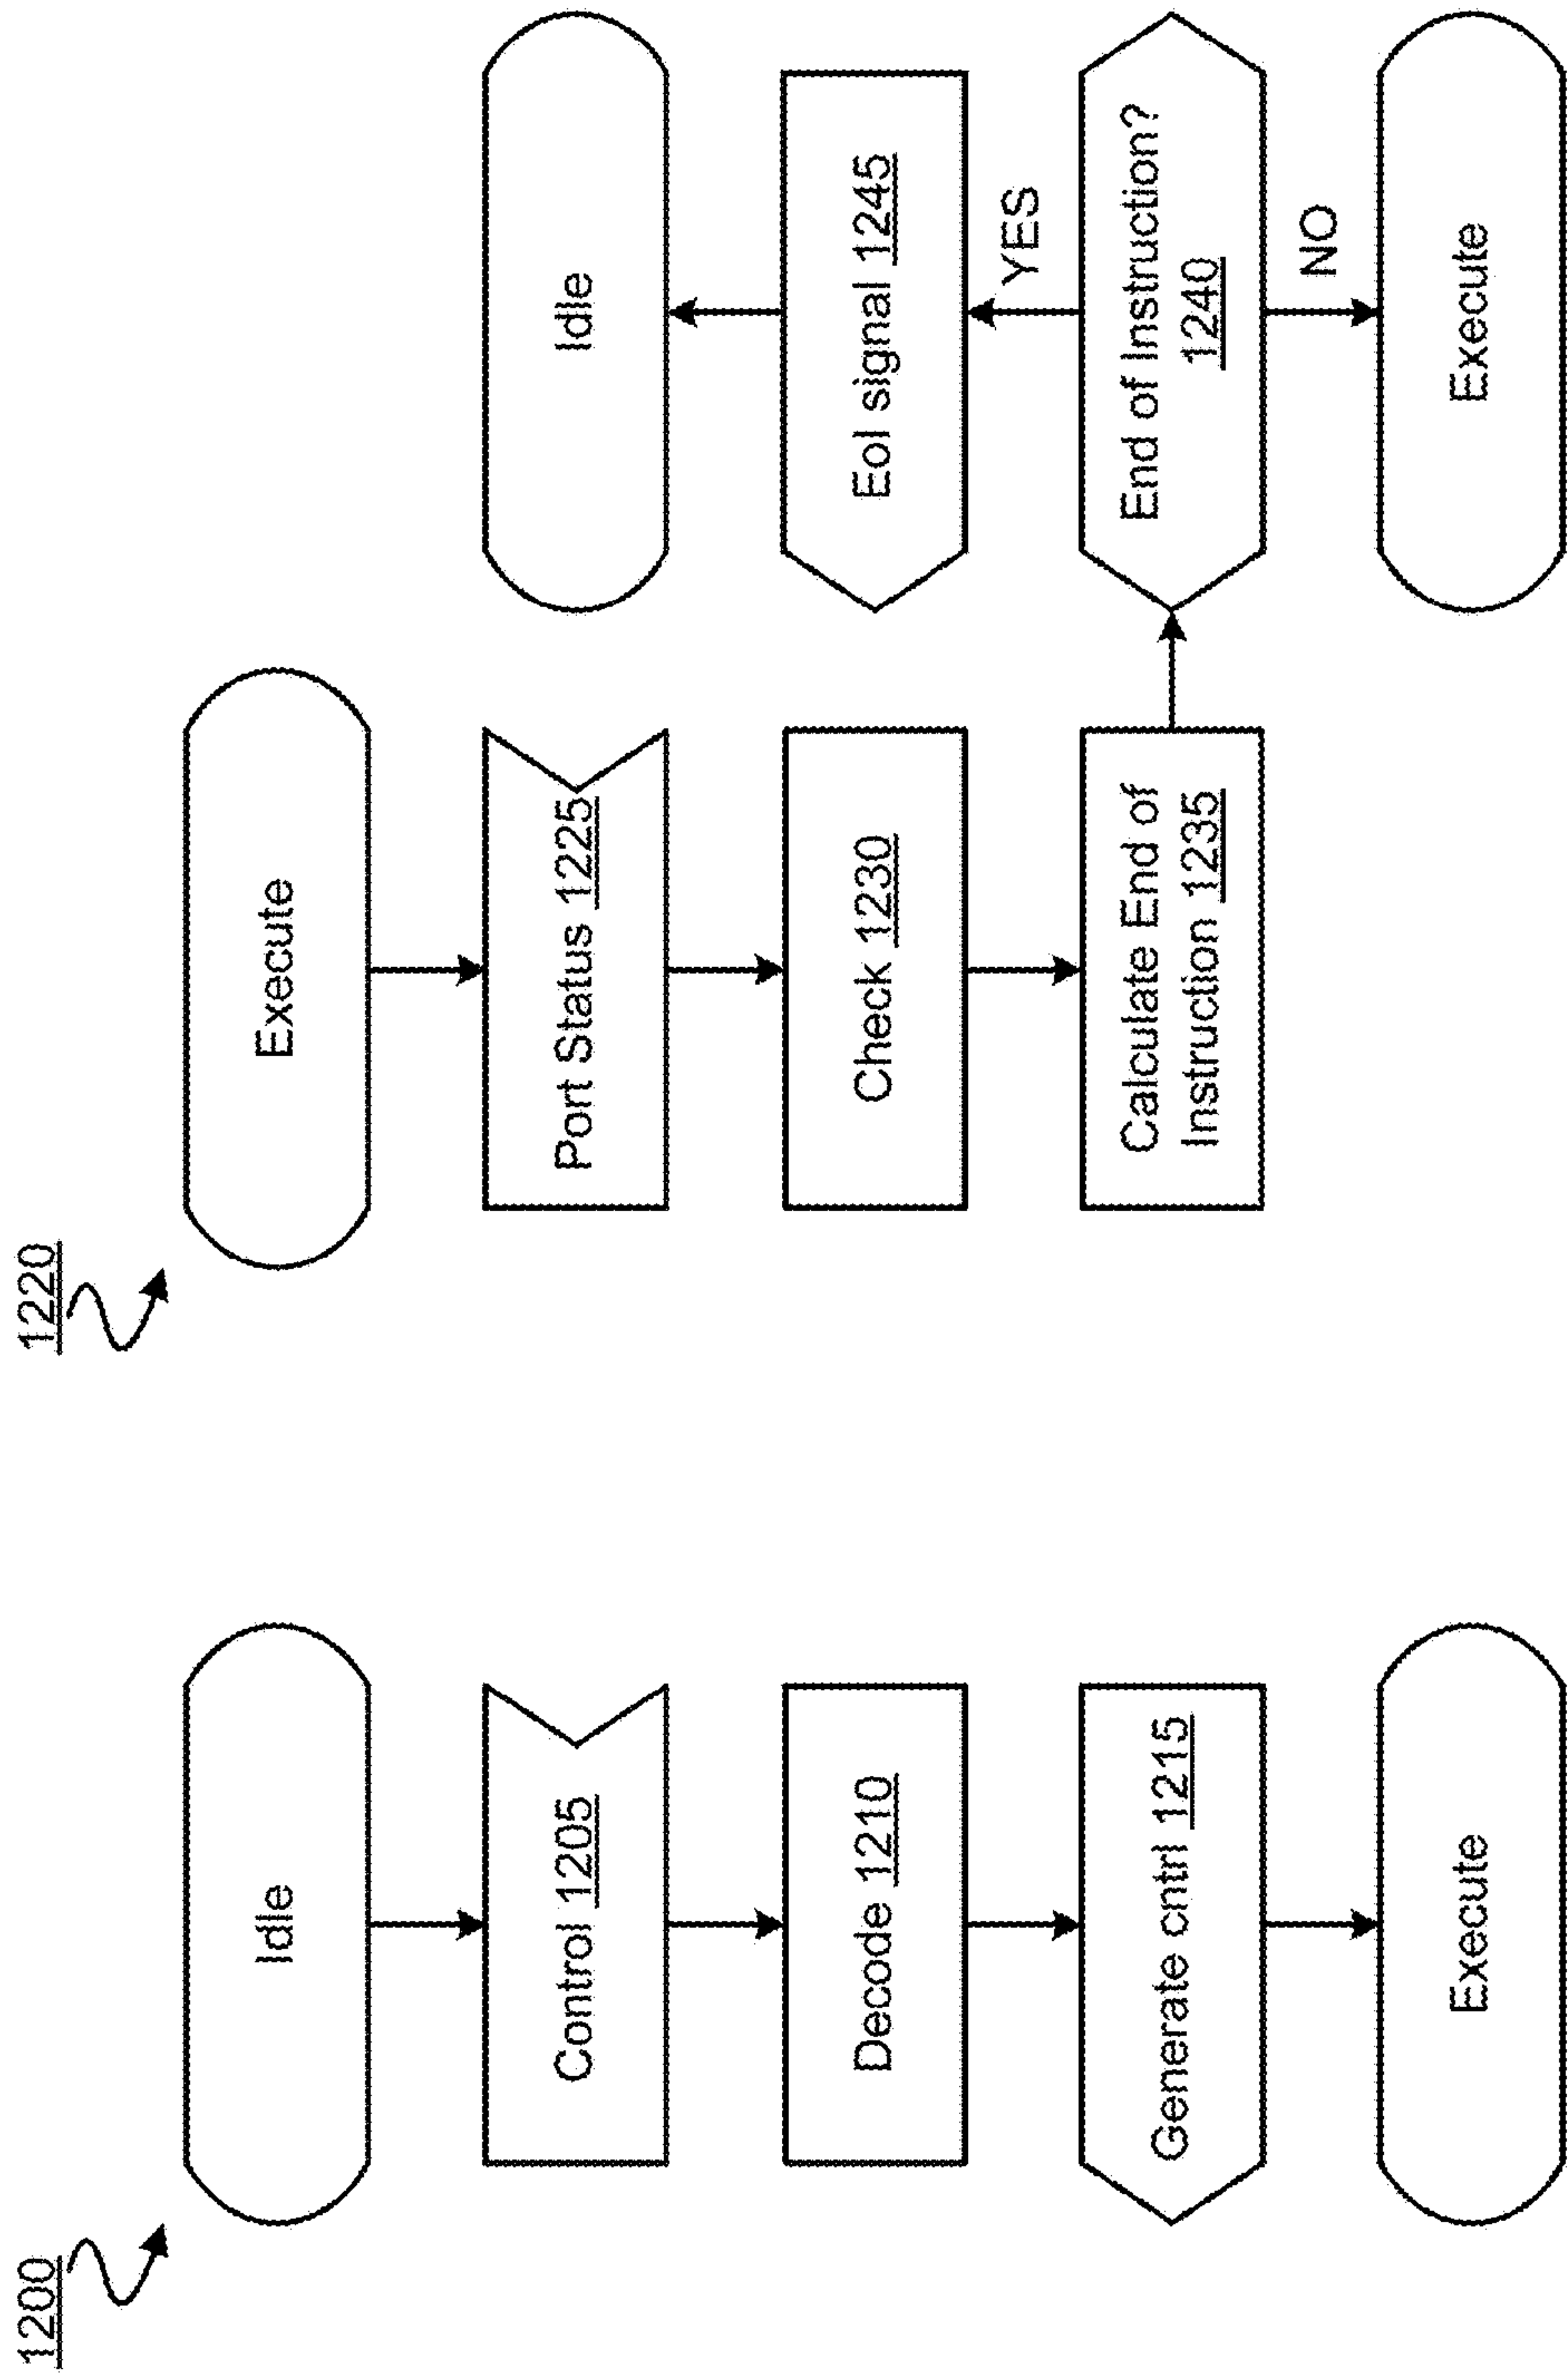 1200
Idle
Control 1205
Decode 1210
Generate cntrl 1215
Execute
1220
Execute
Port Status 1225
Check 1230
Calculate End of
Instruction 1235
Idle
EoI signal 1245
YES
End of Instruction?
1240
NO
Execute